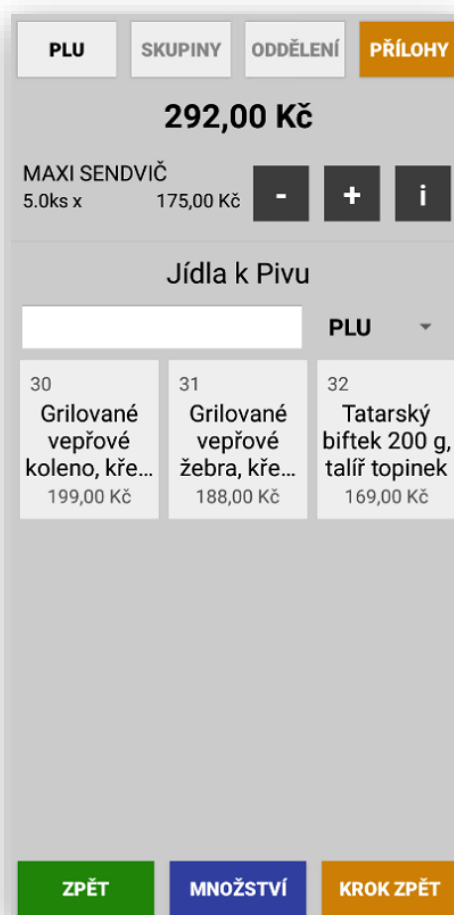 PLU SKUPINY ODDĚLENÍ PŘÍLOHY
292,00 Kč
MAXI SENDVIČ
5.0ks x 175,00 Kč - + i
Jídla k Pivu
PLU
30
Grilované
vepřové
koleno, kře...
199,00 Kč
31
Grilované
vepřové
žebra, kře...
188,00 Kč
32
Tatarský
biftek 200 g,
talíř topinek
169,00 Kč
ZPĚT MNOŽSTVÍ KROK ZPĚT